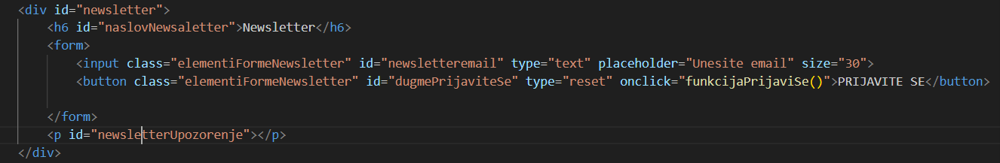 <div id="newsletter">
<h6 id="naslovNewsaletter">Newsletter</h6>
<form>
<input class="elementiFormeNewsletter" id="newsletteremail" type="text" placeholder="Unesite email" size="30">
<button class="elementiFormeNewsletter" id="dugmePrijaviteSe" type="reset" onclick="funkcijaPrijaviSe()">PRIJAVITE SE</button>
</form>
<p id="newsletterUpozorenje"></p>
</div>